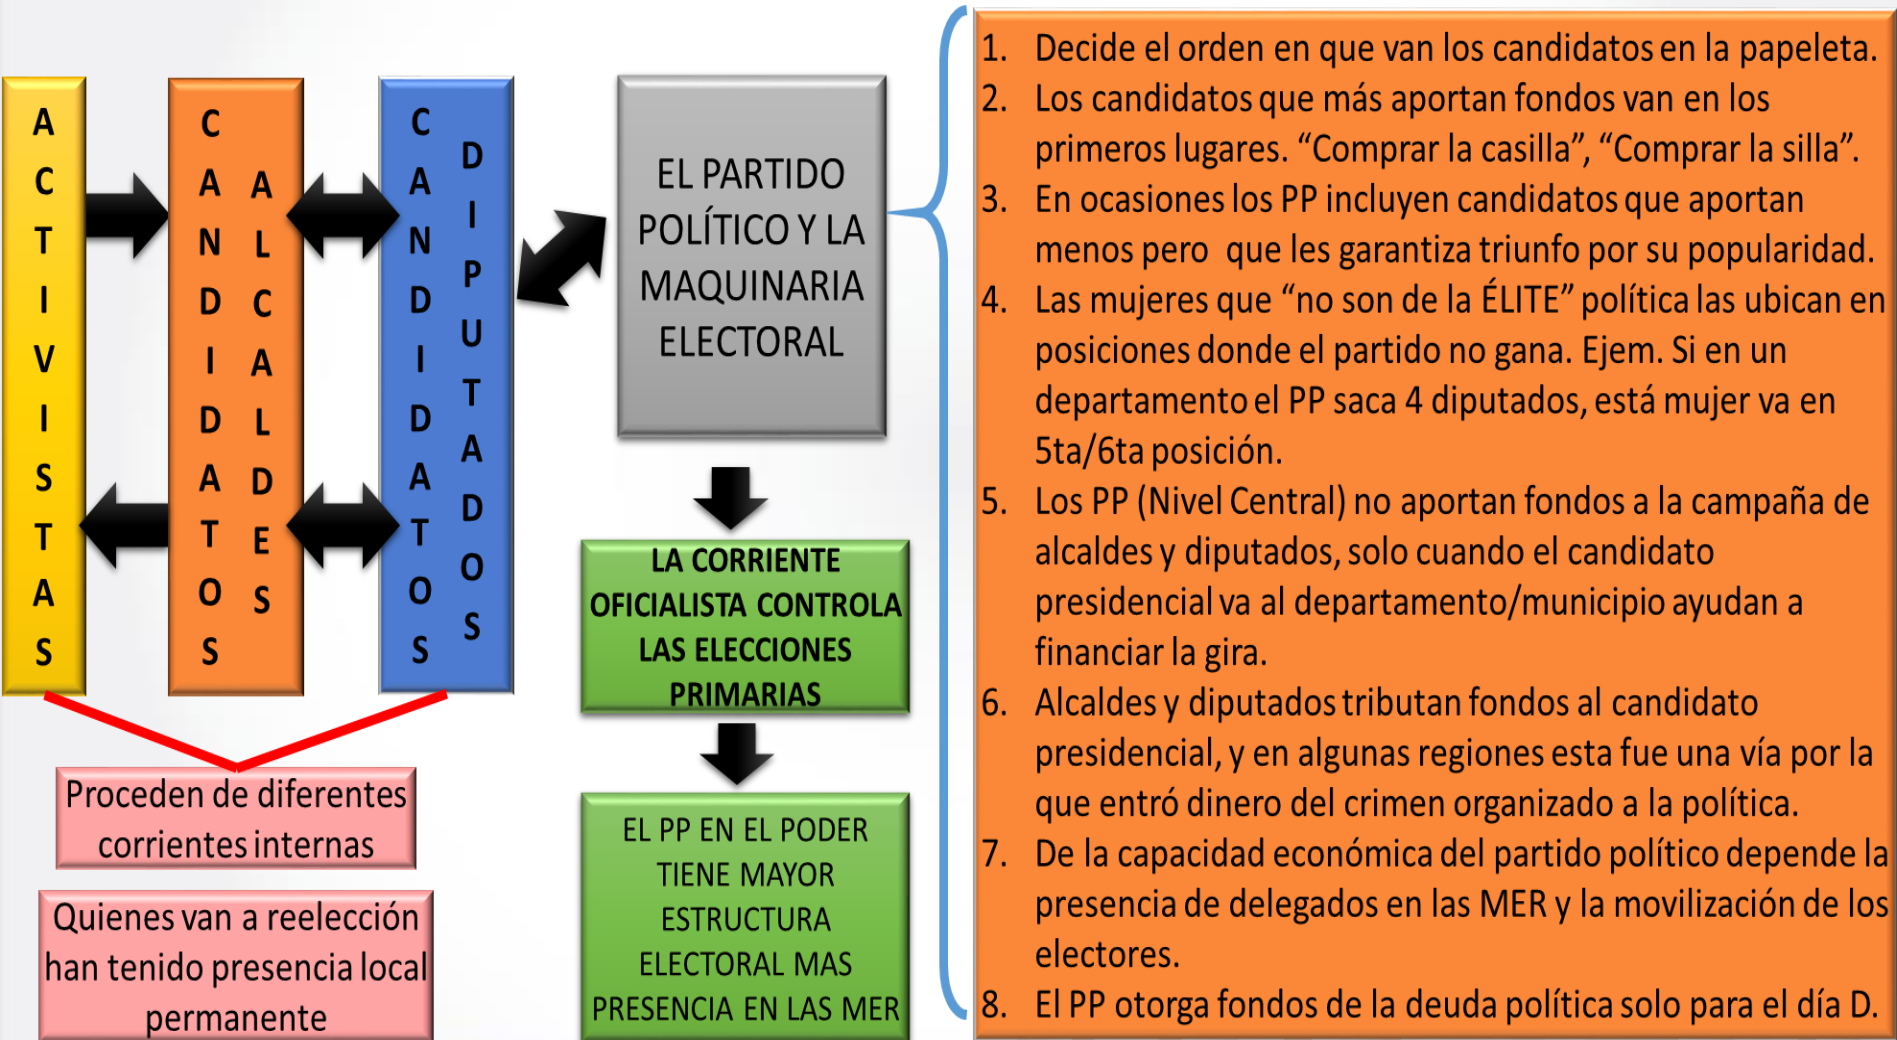 ACTIVISTAS
CANDIDATOS
ALCALDES
CANDIDATOS
DIPUTADOS
EL PARTIDO
POLÍTICO Y LA
MAQUINARIA
ELECTORAL
LA CORRIENTE
OFICIALISTA CONTROLA
LAS ELECCIONES
PRIMARIAS
EL PP EN EL PODER
TIENE MAYOR
ESTRUCTURA
ELECTORAL MAS
PRESENCIA EN LAS MER
Proceden de diferentes
corrientes internas
Quienes van a reelección
han tenido presencia local
permanente
1. Decide el orden en que van los candidatos en la papeleta.
2. Los candidatos que más aportan fondos van en los
primeros lugares. “Comprar la casilla”, “Comprar la silla”.
3. En ocasiones los PP incluyen candidatos que aportan
menos pero que les garantiza triunfo por su popularidad.
4. Las mujeres que “no son de la ÉLITE” política las ubican en
posiciones donde el partido no gana. Ejem. Si en un
departamento el PP saca 4 diputados, está mujer va en
5ta/6ta posición.
5. Los PP (Nivel Central) no aportan fondos a la campaña de
alcaldes y diputados, solo cuando el candidato
presidencial va al departamento/municipio ayudan a
financiar la gira.
6. Alcaldes y diputados tributan fondos al candidato
presidencial, y en algunas regiones esta fue una vía por la
que entró dinero del crimen organizado a la política.
7. De la capacidad económica del partido político depende la
presencia de delegados en las MER y la movilización de los
electores.
8. El PP otorga fondos de la deuda política solo para el día D.